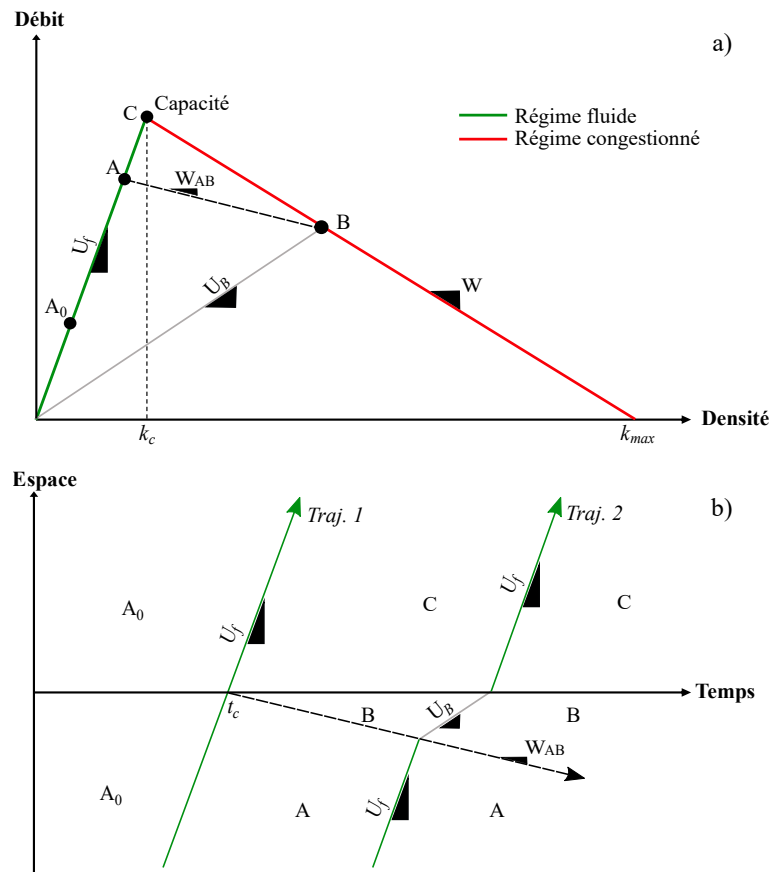 Débit
a)
C Capacité
Régime fluide
Régime congestionné
A
W_AB
B
U_f
U_B
W
A_0
k_c
k_max
Densité
Espace
b)
Traj. 1
Traj. 2
U_f
A_0
C
C
U_f
Temps
t_c
B
U_B
B
W_AB
A_0
A
U_f
A